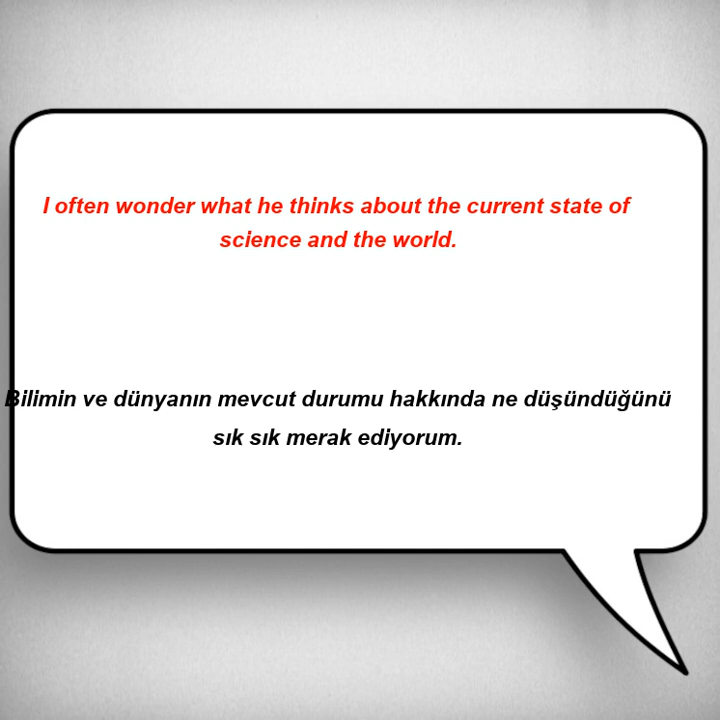 I often wonder what he thinks about the current state of
science and the world.
Bilimin ve dünyanın mevcut durumu hakkında ne düşündüğünü
sık sık merak ediyorum.